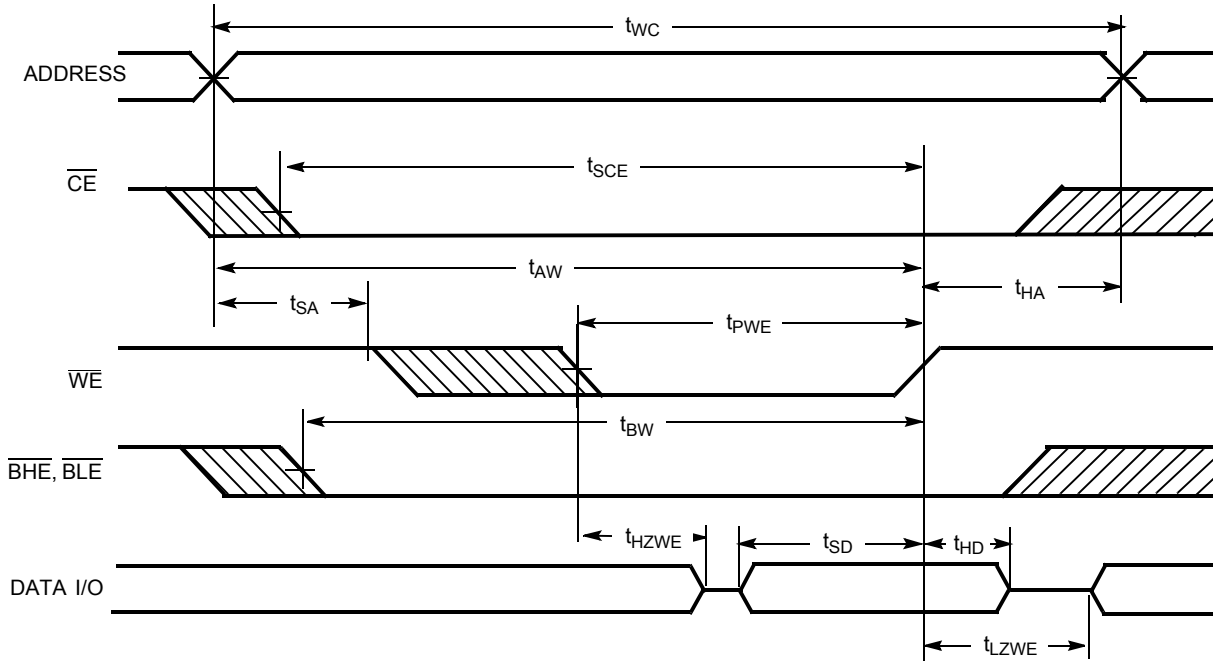 tWC
ADDRESS
tSCE
CE
tAW
tSA
tHA
tPWE
WE
tBW
BHE, BLE
tHZWE
tSD
tHD
DATA I/O
tLZWE